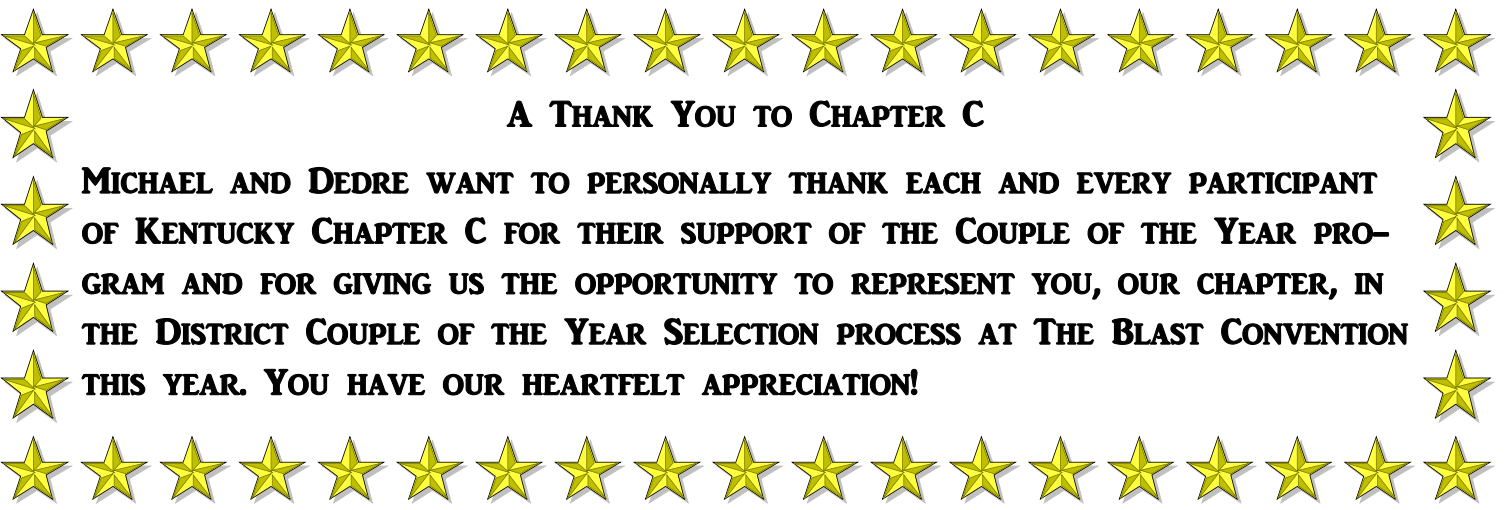 A Thank You to Chapter C
Michael and Dedre want to personally thank each and every participant
of Kentucky Chapter C for their support of the Couple of the Year pro-
gram and for giving us the opportunity to represent you, our chapter, in
the District Couple of the Year Selection process at The Blast Convention
this year. You have our heartfelt appreciation!